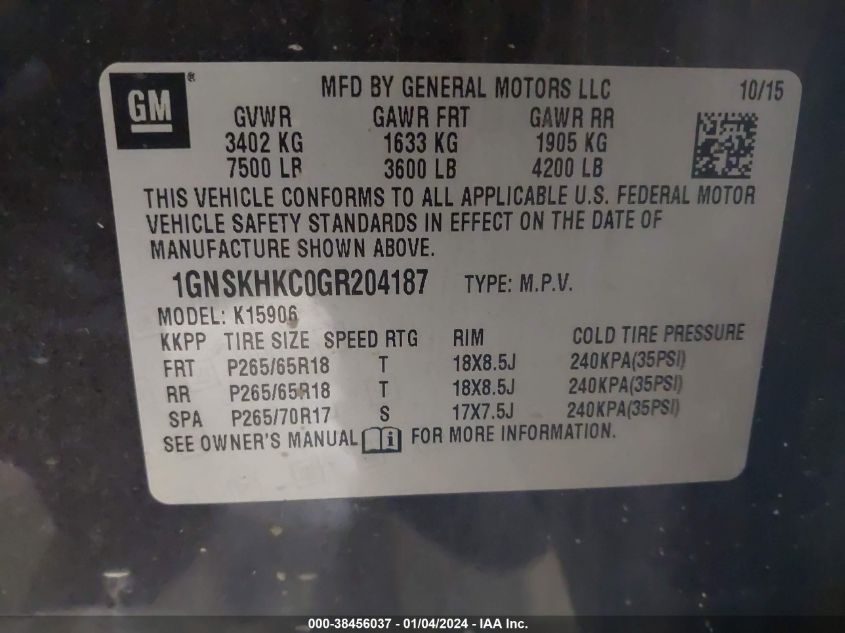 GM ®
MFD BY GENERAL MOTORS LLC 10/15
GVWR GAWR FRT GAWR RR
3402 KG 1633 KG 1905 KG
7500 LB 3600 LB 4200 LB
THIS VEHICLE CONFORMS TO ALL APPLICABLE U.S. FEDERAL MOTOR
VEHICLE SAFETY STANDARDS IN EFFECT ON THE DATE OF
MANUFACTURE SHOWN ABOVE.
1GNSKHKC0GR204187 TYPE: M.P.V.
MODEL: K15906
KKPP TIRE SIZE SPEED RTG RIM COLD TIRE PRESSURE
FRT P265/65R18 T 18X8.5J 240KPA(35PSI)
RR P265/65R18 T 18X8.5J 240KPA(35PSI)
SPA P265/70R17 S 17X7.5J 240KPA(35PSI)
SEE OWNER'S MANUAL i FOR MORE INFORMATION.
000-38456037 - 01/04/2024 - IAA Inc.